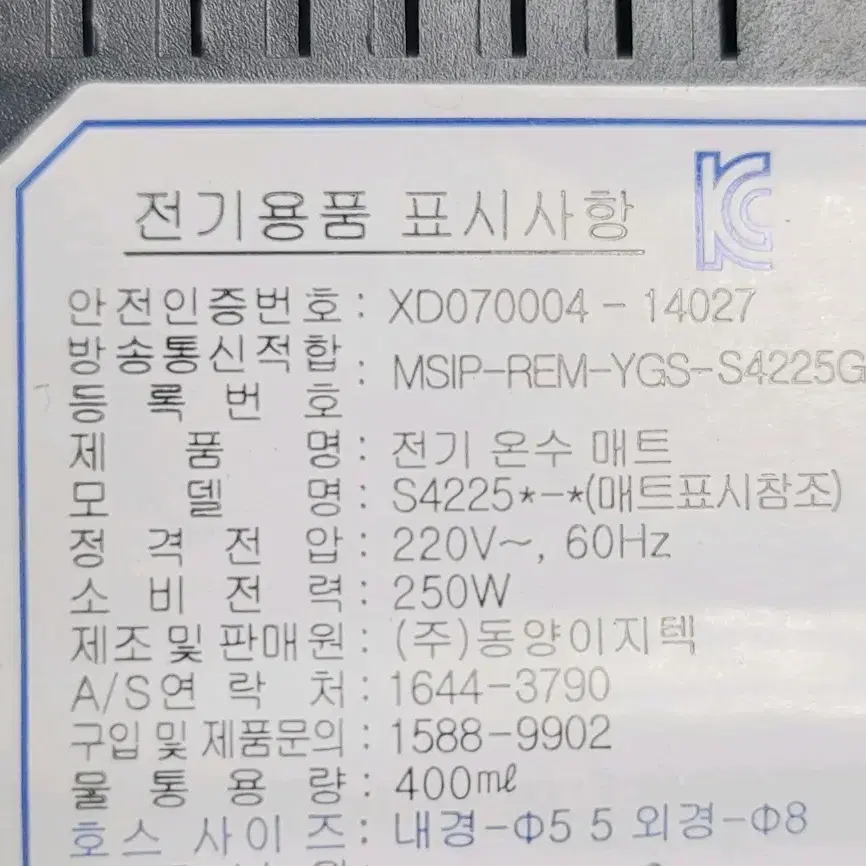 전기용품 표시사항
안전인증번호 : XD070004 - 14027
방송통신적합
등록번호 : MSIP-REM-YGS-S4225G
제품명 : 전기 온수 매트
모델명 : S4225*-*(매트표시참조)
정격전압 : 220V~, 60Hz
소비전력 : 250W
제조 및 판매원 : (주)동양이지텍
A/S연락처 : 1644-3790
구입 및 제품문의 : 1588-9902
물통용량 : 400㎖
호스 사이즈 : 내경-Φ5 5 외경-Φ8